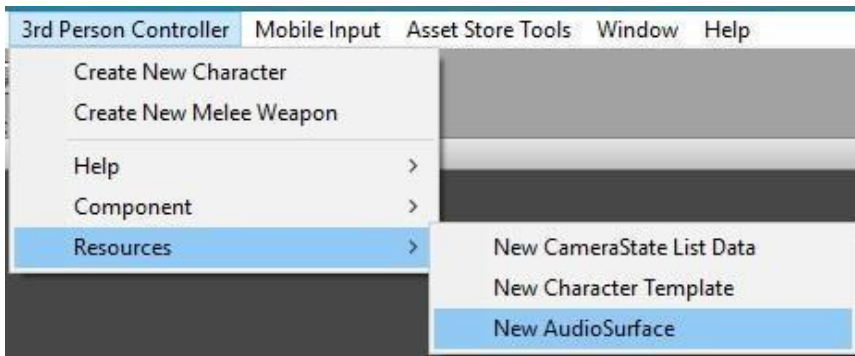 3rd Person Controller Mobile Input Asset Store Tools Window Help
Create New Character
Create New Melee Weapon
Help
Component
Resources
New CameraState List Data
New Character Template
New AudioSurface